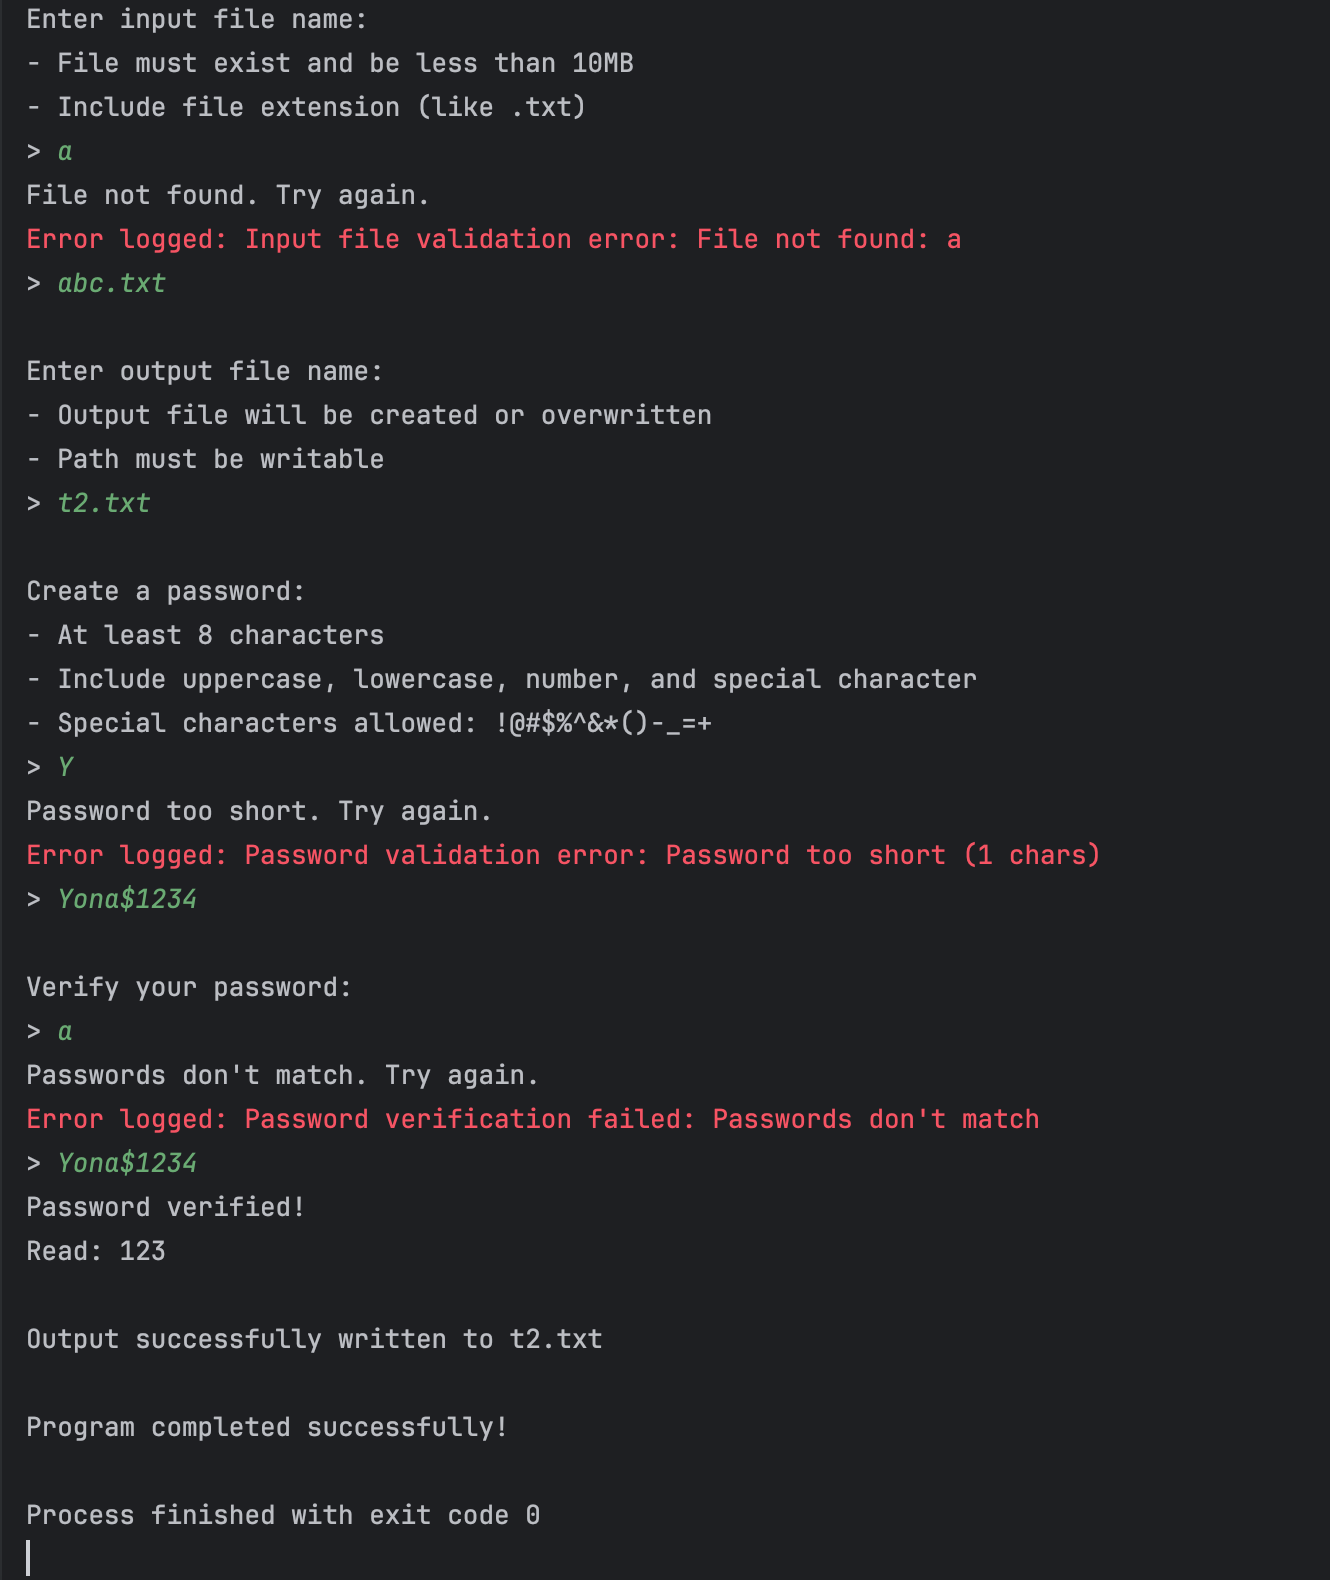 Enter input file name:
- File must exist and be less than 10MB
- Include file extension (like .txt)
> a
File not found. Try again.
Error logged: Input file validation error: File not found: a
> abc.txt
Enter output file name:
- Output file will be created or overwritten
- Path must be writable
> t2.txt
Create a password:
- At least 8 characters
- Include uppercase, lowercase, number, and special character
- Special characters allowed: !@#$%^&*()-_=+
> Y
Password too short. Try again.
Error logged: Password validation error: Password too short (1 chars)
> Yona$1234
Verify your password:
> a
Passwords don't match. Try again.
Error logged: Password verification failed: Passwords don't match
> Yona$1234
Password verified!
Read: 123
Output successfully written to t2.txt
Program completed successfully!
Process finished with exit code 0